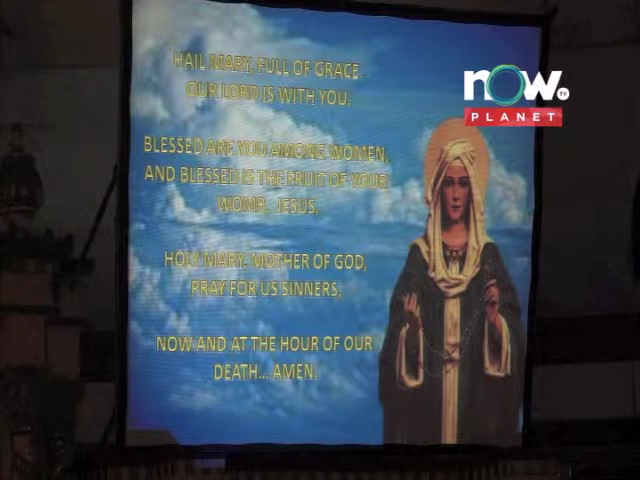 now.
TV
PLANET
HAIL MARY, FULL OF GRACE.
OUR LORD IS WITH YOU.
BLESSED ARE YOU AMONG WOMEN,
AND BLESSED IS THE FRUIT OF YOUR
WOMB, JESUS.
HOLY MARY, MOTHER OF GOD,
PRAY FOR US SINNERS,
NOW AND AT THE HOUR OF OUR
DEATH... AMEN.